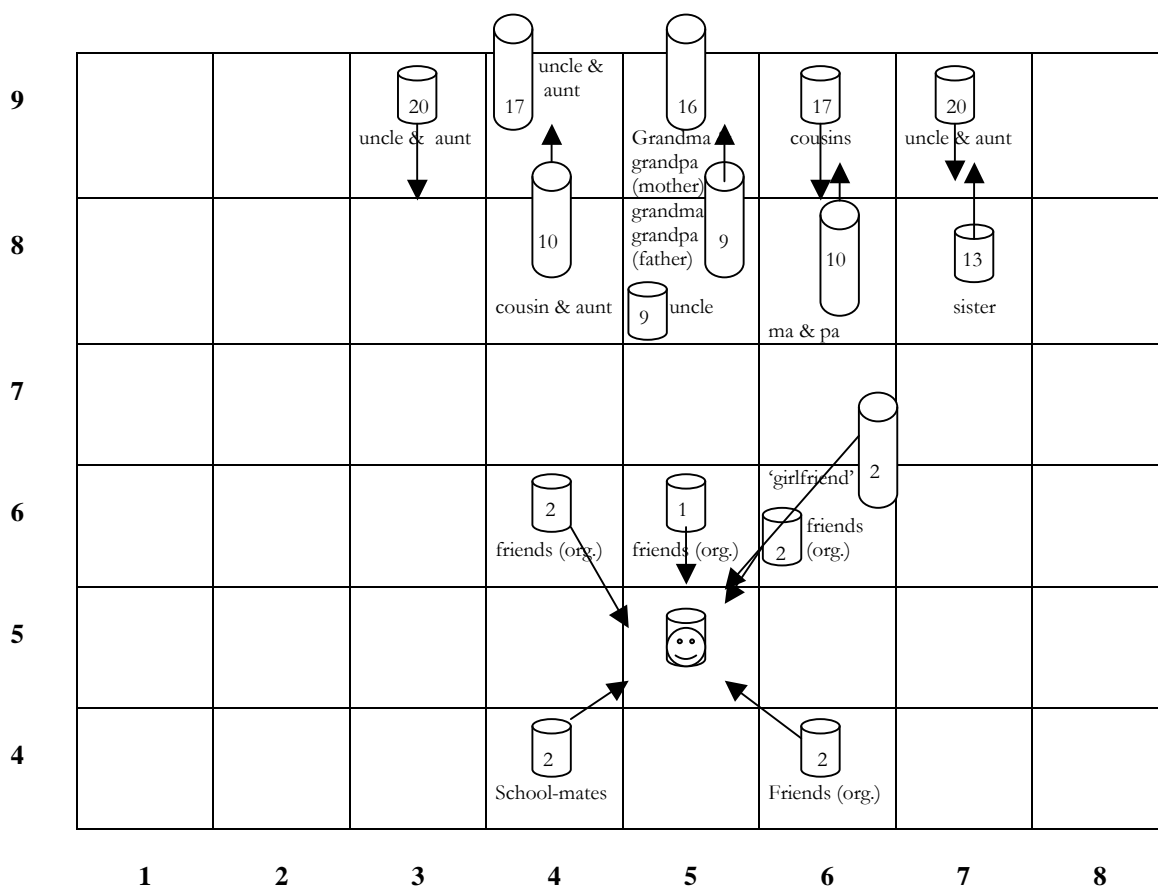 9
20
uncle & aunt
17
uncle &
aunt
16
Grandma
grandpa
(mother)
grandma
grandpa
(father)
17
cousins
20
uncle & aunt
8
10
cousin & aunt
9
9
uncle
10
ma & pa
13
sister
7
2
'girlfriend'
6
2
friends (org.)
1
friends (org.)
2
friends
(org.)
5
4
2
School-mates
2
Friends (org.)
1
2
3
4
5
6
7
8